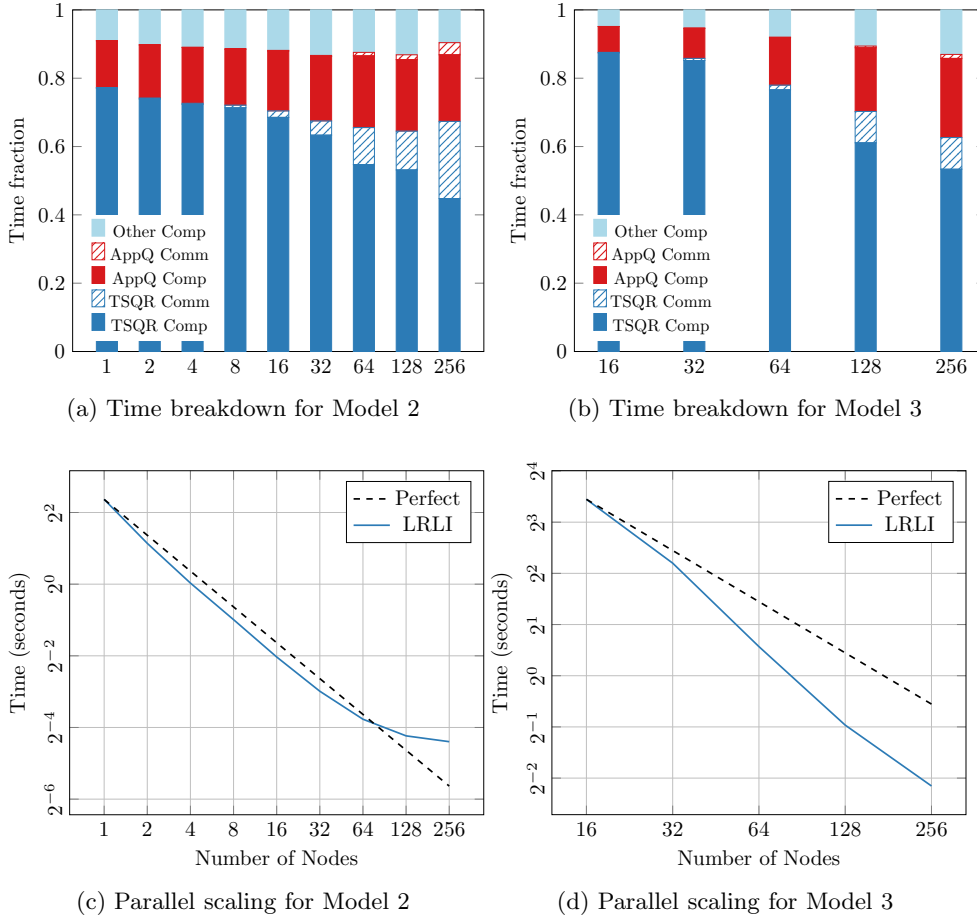 1
0.8
0.6
0.4
0.2
0
Time fraction
Other Comp
AppQ Comm
AppQ Comp
TSQR Comm
TSQR Comp
1 2 4 8 16 32 64 128 256
(a) Time breakdown for Model 2
1
0.8
0.6
0.4
0.2
0
Time fraction
Other Comp
AppQ Comm
AppQ Comp
TSQR Comm
TSQR Comp
16 32 64 128 256
(b) Time breakdown for Model 3
2^2
2^0
2^-2
2^-4
2^-6
Time (seconds)
Perfect
LRLI
1 2 4 8 16 32 64 128 256
Number of Nodes
(c) Parallel scaling for Model 2
2^4
2^3
2^2
2^1
2^0
2^-1
2^-2
Time (seconds)
Perfect
LRLI
16 32 64 128 256
Number of Nodes
(d) Parallel scaling for Model 3